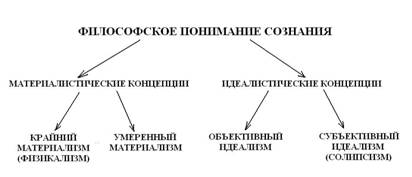 ФИЛОСОФСКОЕ ПОНИМАНИЕ СОЗНАНИЯ
МАТЕРИАЛИСТИЧЕСКИЕ КОНЦЕПЦИИ
ИДЕАЛИСТИЧЕСКИЕ КОНЦЕПЦИИ
КРАЙНИЙ
МАТЕРИАЛИЗМ
(ФИЗИКАЛИЗМ)
УМЕРЕННЫЙ
МАТЕРИАЛИЗМ
ОБЪЕКТИВНЫЙ
ИДЕАЛИЗМ
СУБЪЕКТИВНЫЙ
ИДЕАЛИЗМ
(СОЛИПСИЗМ)